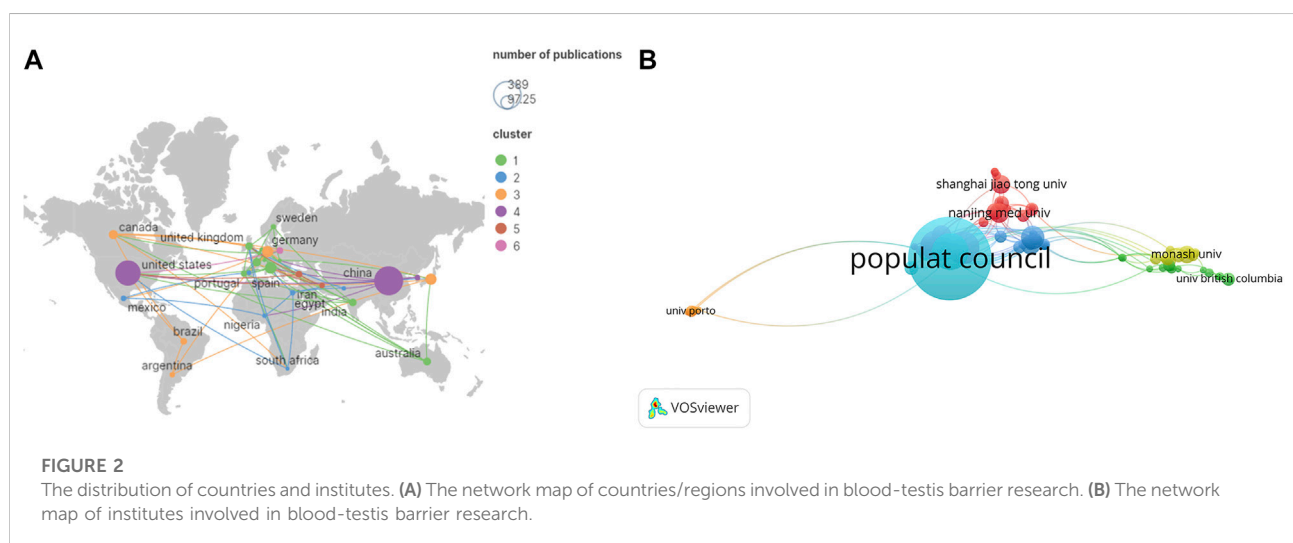 A
number of publications
389
97.25
cluster
1
2
3
4
5
6
sweden
canada
united kingdom
germany
united states
china
portugal
spain
iran
mexico
egypt
india
nigeria
brazil
australia
south africa
argentina
B
shanghai jiao tong univ
nanjing med univ
populat council
monash univ
univ british columbia
univ porto
VOSviewer
FIGURE 2
The distribution of countries and institutes. (A) The network map of countries/regions involved in blood-testis barrier research. (B) The network
map of institutes involved in blood-testis barrier research.